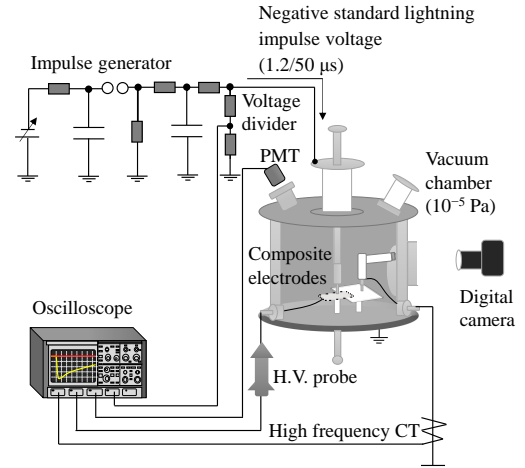 Negative standard lightning
impulse voltage
(1.2/50 μs)
Impulse generator
Voltage
divider
PMT
Vacuum
chamber
(10⁻⁵ Pa)
Composite
electrodes
Digital
camera
Oscilloscope
H.V. probe
High frequency CT